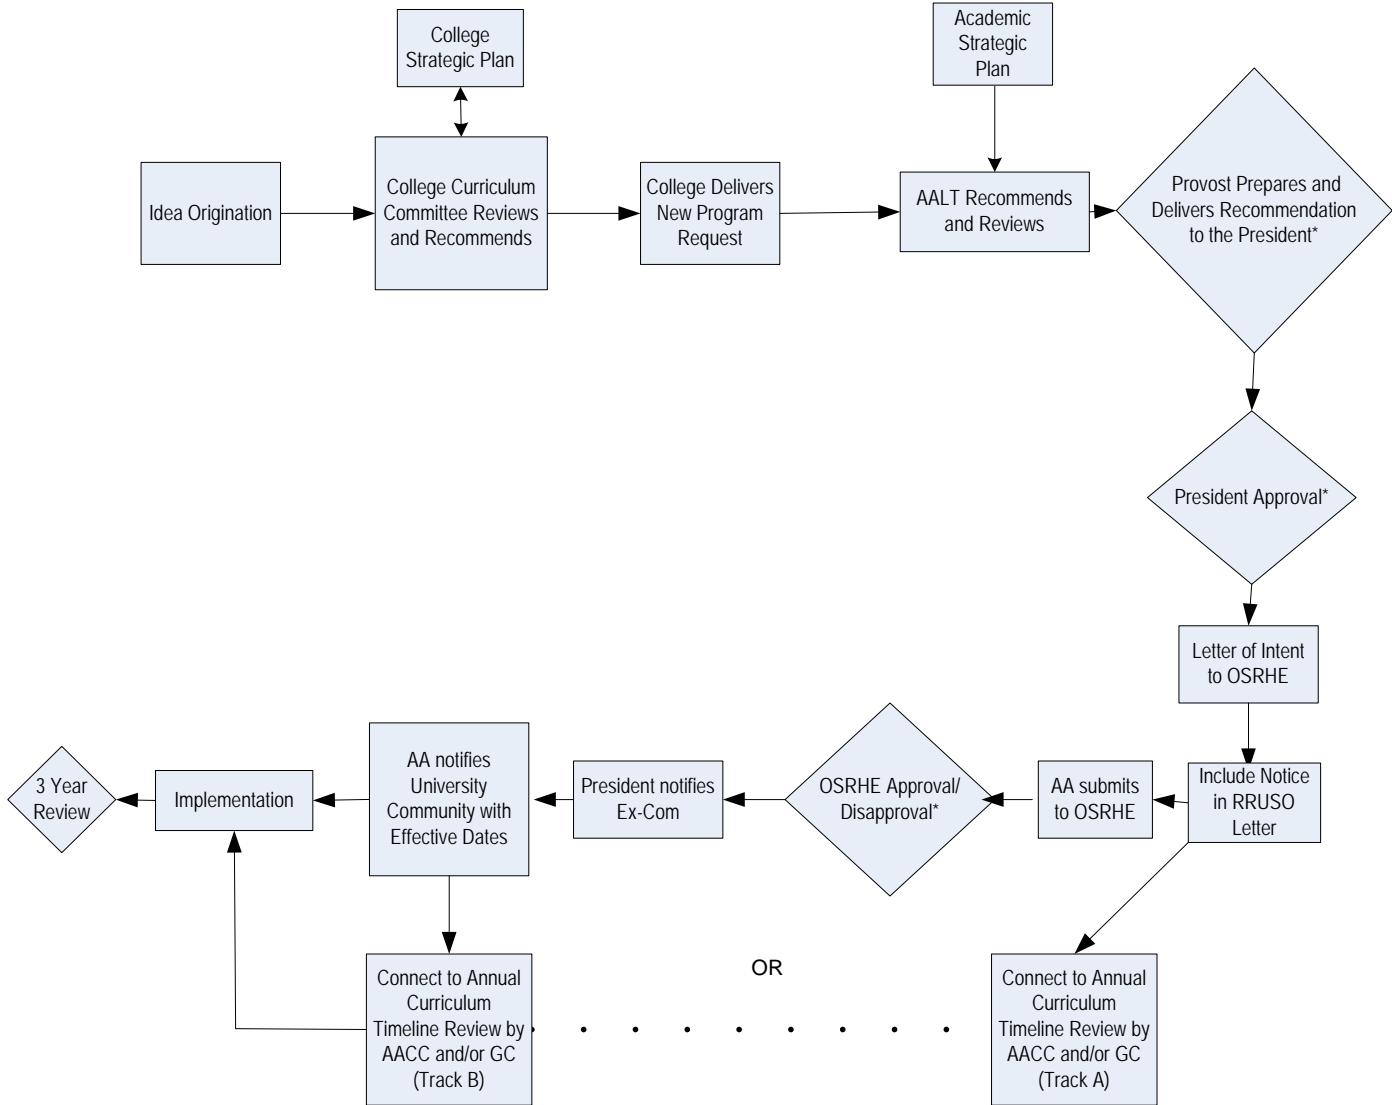 College
Strategic Plan
Academic
Strategic
Plan
Idea Origination
College Curriculum
Committee Reviews
and Recommends
College Delivers
New Program
Request
AALT Recommends
and Reviews
Provost Prepares and
Delivers Recommendation
to the President*
President Approval*
Letter of Intent
to OSRHE
Include Notice
in RRUSO
Letter
AA submits
to OSRHE
OSRHE Approval/
Disapproval*
President notifies
Ex-Com
AA notifies
University
Community with
Effective Dates
Implementation
3 Year
Review
Connect to Annual
Curriculum
Timeline Review by
AACC and/or GC
(Track B)
OR
Connect to Annual
Curriculum
Timeline Review by
AACC and/or GC
(Track A)